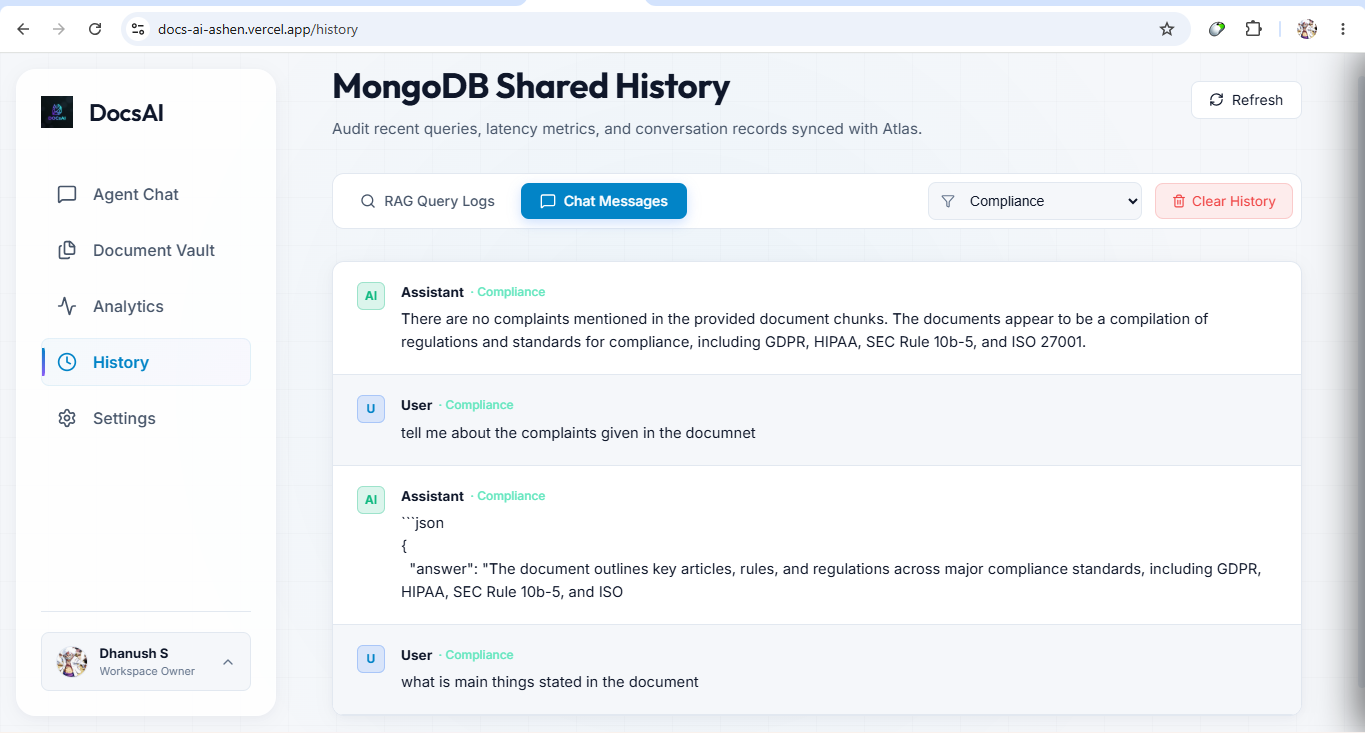 docs-ai-ashen.vercel.app/history
DocsAI
Agent Chat
Document Vault
Analytics
History
Settings
Dhanush S
Workspace Owner
MongoDB Shared History
Audit recent queries, latency metrics, and conversation records synced with Atlas.
Refresh
RAG Query Logs
Chat Messages
Compliance
Clear History
AI
Assistant · Compliance
There are no complaints mentioned in the provided document chunks. The documents appear to be a compilation of
regulations and standards for compliance, including GDPR, HIPAA, SEC Rule 10b-5, and ISO 27001.
U
User · Compliance
tell me about the complaints given in the documnet
AI
Assistant · Compliance
```json
{
"answer": "The document outlines key articles, rules, and regulations across major compliance standards, including GDPR,
HIPAA, SEC Rule 10b-5, and ISO
U
User · Compliance
what is main things stated in the document